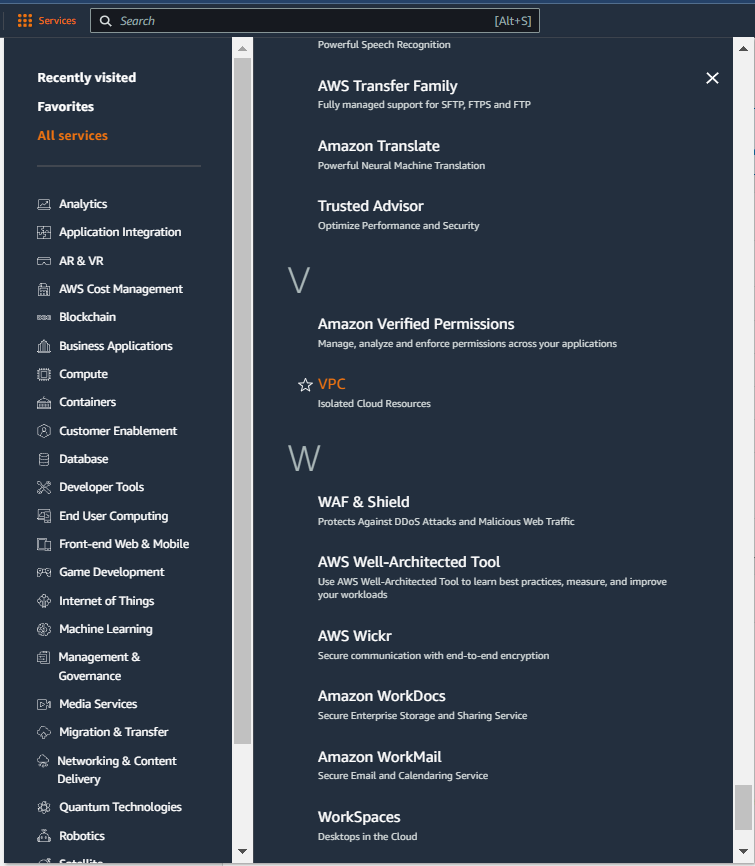 Services
Search
[Alt+S]
Recently visited
Favorites
All services
Analytics
Application Integration
AR & VR
AWS Cost Management
Blockchain
Business Applications
Compute
Containers
Customer Enablement
Database
Developer Tools
End User Computing
Front-end Web & Mobile
Game Development
Internet of Things
Machine Learning
Management &
Governance
Media Services
Migration & Transfer
Networking & Content
Delivery
Quantum Technologies
Robotics
Satellite
Powerful Speech Recognition
AWS Transfer Family
Fully managed support for SFTP, FTPS and FTP
Amazon Translate
Powerful Neural Machine Translation
Trusted Advisor
Optimize Performance and Security
V
Amazon Verified Permissions
Manage, analyze and enforce permissions across your applications
VPC
Isolated Cloud Resources
W
WAF & Shield
Protects Against DDoS Attacks and Malicious Web Traffic
AWS Well-Architected Tool
Use AWS Well-Architected Tool to learn best practices, measure, and improve
your workloads
AWS Wickr
Secure communication with end-to-end encryption
Amazon WorkDocs
Secure Enterprise Storage and Sharing Service
Amazon WorkMail
Secure Email and Calendaring Service
WorkSpaces
Desktops in the Cloud